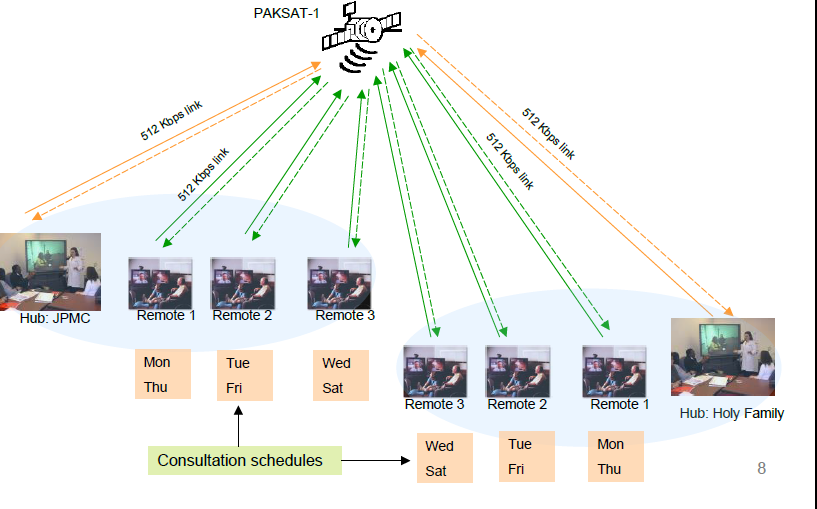 PAKSAT-1
512 Kbps link
512 Kbps link
512 Kbps link
512 Kbps link
Hub: JPMC
Remote 1
Remote 2
Remote 3
Mon
Thu
Tue
Fri
Wed
Sat
Remote 3
Remote 2
Remote 1
Hub: Holy Family
Consultation schedules
Wed
Sat
Tue
Fri
Mon
Thu
8